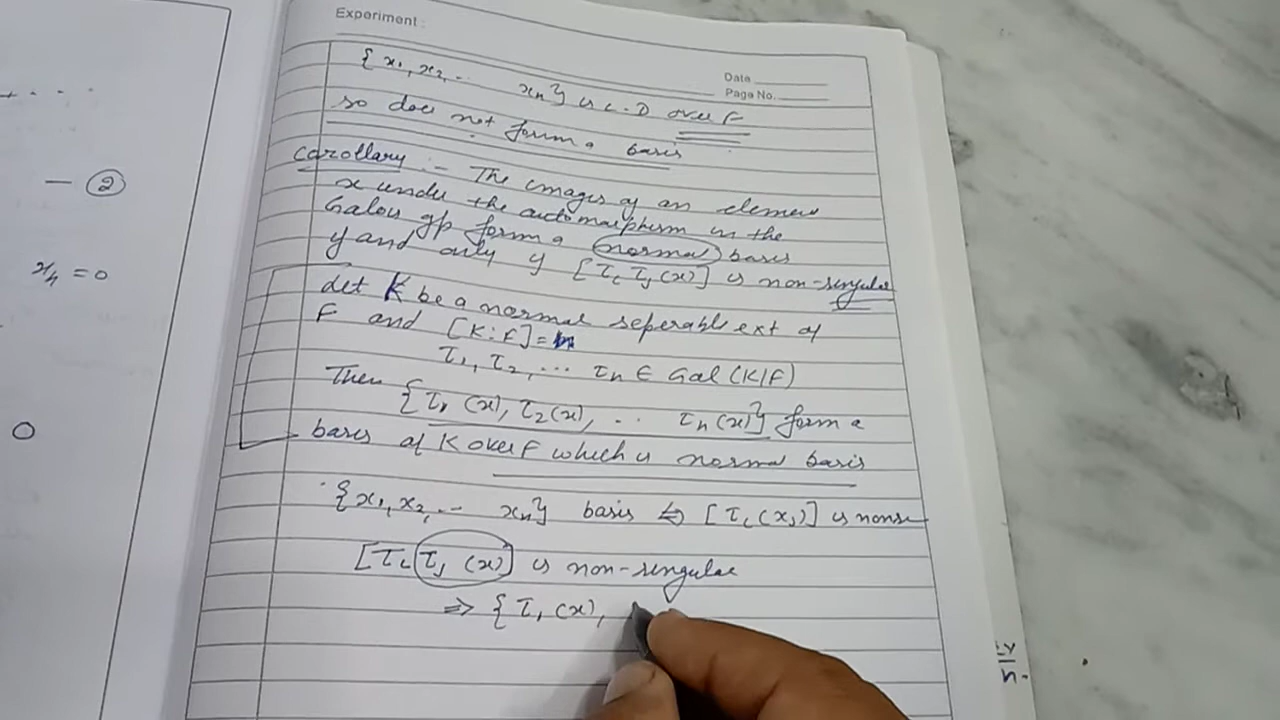 Experiment :
Date
Page No.
{ x1, x2, ... xn} is L.D over F
so does not form a basis
Corollary :- The images of an element
x under the automorphism in the
Galois gp form a normal basis
if and only if [τi τj (x)] is non-singular
Let K be a normal seperable ext of
F and [K:F]=n
τ1, τ2, ... τn ∈ Gal (K/F)
Then {τ1 (x), τ2(x), ... τn (x)} form a
basis of K over F which is normal basis
{x1, x2, ... xn} basis ⇔ [τi (xj)] is nonse
[τi τj (x)] is non-singular
⇒ { τ1 (x),
— 2
x/4 = 0
0